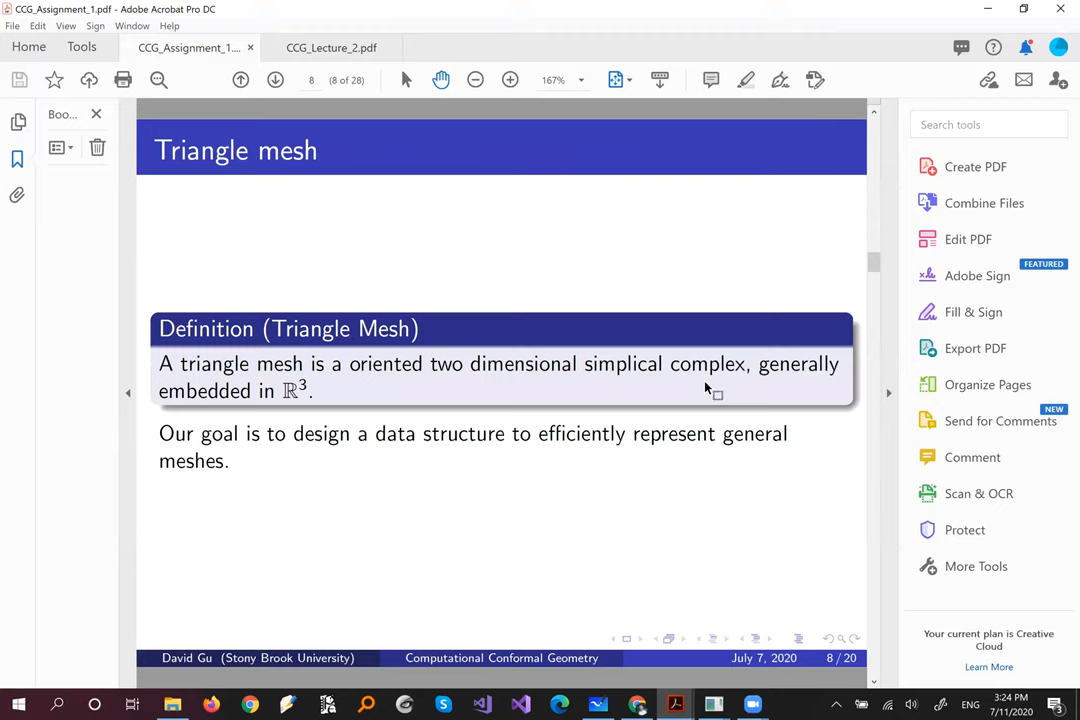 CCG_Assignment_1.pdf - Adobe Acrobat Pro DC
File Edit View Sign Window Help
Home Tools CCG_Assignment_1.... × CCG_Lecture_2.pdf
8 (8 of 28) 167%
Boo... ×
Triangle mesh
Definition (Triangle Mesh)
A triangle mesh is a oriented two dimensional simplical complex, generally
embedded in ℝ³.
Our goal is to design a data structure to efficiently represent general
meshes.
David Gu (Stony Brook University) Computational Conformal Geometry July 7, 2020 8 / 20
Search tools
Create PDF
Combine Files
Edit PDF
FEATURED
Adobe Sign
Fill & Sign
Export PDF
Organize Pages
NEW
Send for Comments
Comment
Scan & OCR
Protect
More Tools
Your current plan is Creative
Cloud
Learn More
ENG
3:24 PM
7/11/2020
3